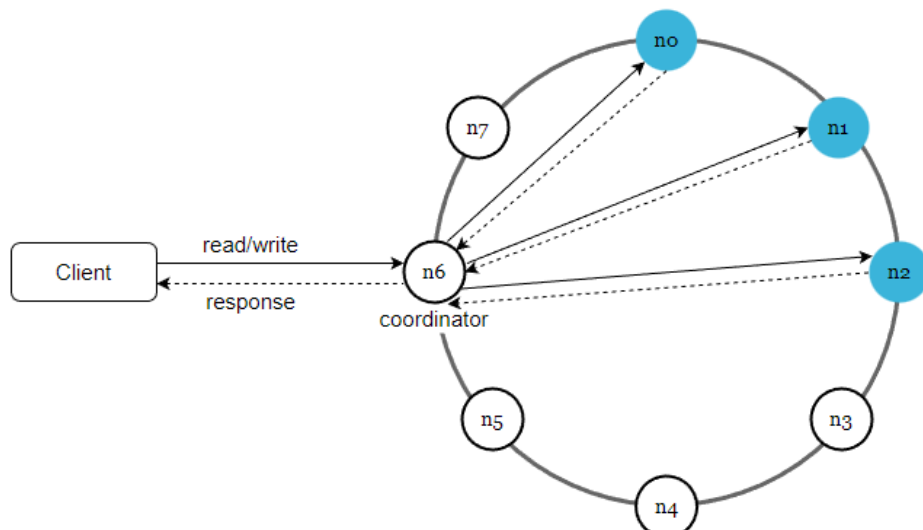 n0
n7
n1
read/write
Client
n6
n2
response
coordinator
n5
n3
n4